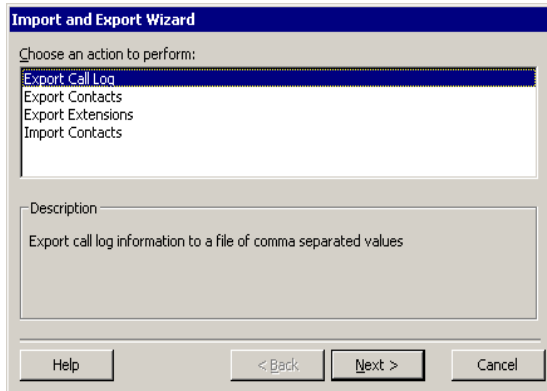 Import and Export Wizard
Choose an action to perform:
Export Call Log
Export Contacts
Export Extensions
Import Contacts
Description
Export call log information to a file of comma separated values
Help
< Back
Next >
Cancel